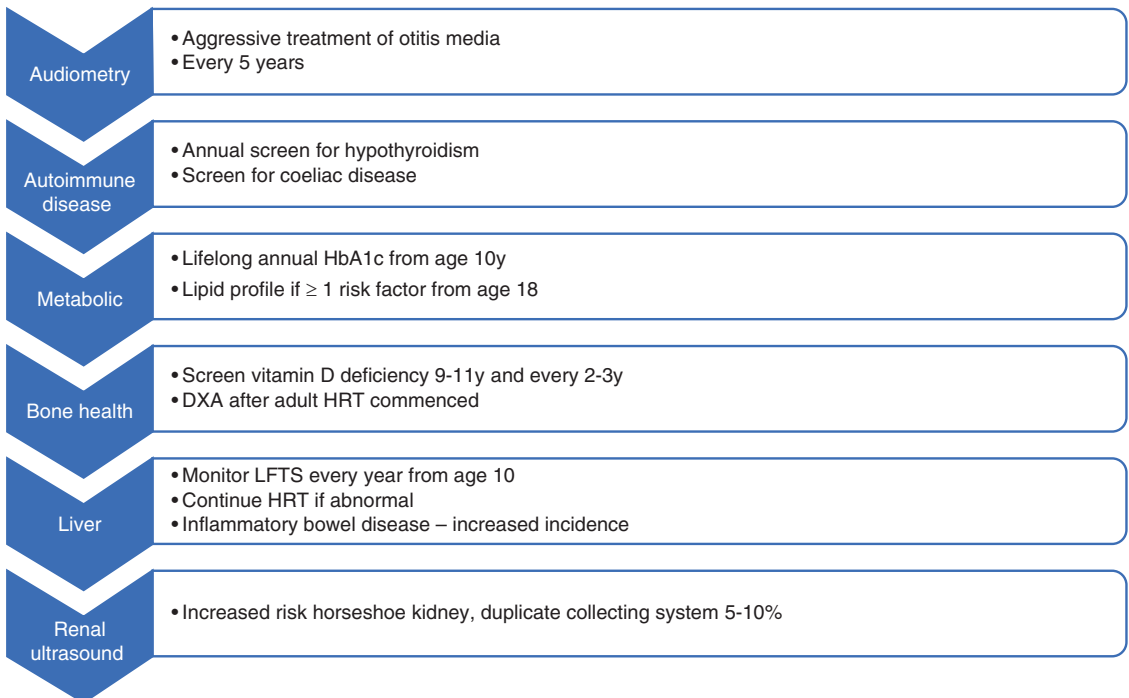 Audiometry
• Aggressive treatment of otitis media
• Every 5 years
Autoimmune
disease
• Annual screen for hypothyroidism
• Screen for coeliac disease
Metabolic
• Lifelong annual HbA1c from age 10y
• Lipid profile if ≥ 1 risk factor from age 18
Bone health
• Screen vitamin D deficiency 9-11y and every 2-3y
• DXA after adult HRT commenced
Liver
• Monitor LFTS every year from age 10
• Continue HRT if abnormal
• Inflammatory bowel disease – increased incidence
Renal
ultrasound
• Increased risk horseshoe kidney, duplicate collecting system 5-10%